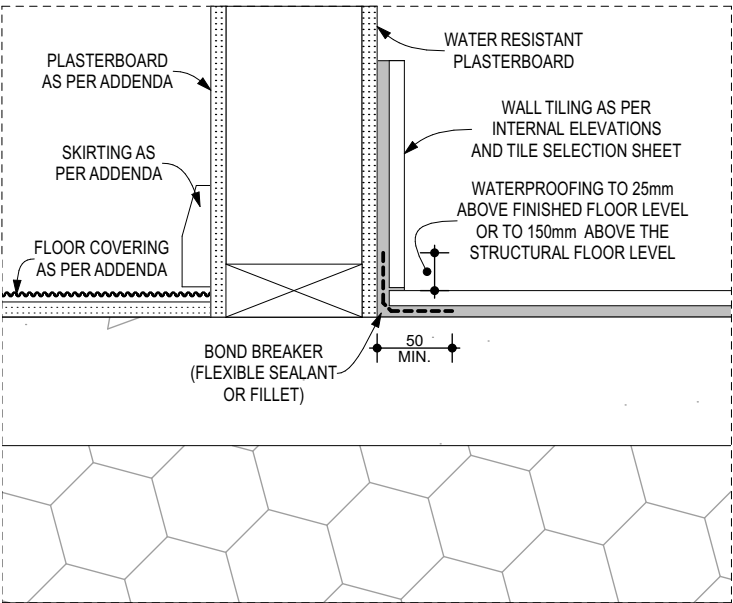 PLASTERBOARD
AS PER ADDENDA
WATER RESISTANT
PLASTERBOARD
SKIRTING AS
PER ADDENDA
WALL TILING AS PER
INTERNAL ELEVATIONS
AND TILE SELECTION SHEET
FLOOR COVERING
AS PER ADDENDA
WATERPROOFING TO 25mm
ABOVE FINISHED FLOOR LEVEL
OR TO 150mm ABOVE THE
STRUCTURAL FLOOR LEVEL
BOND BREAKER
(FLEXIBLE SEALANT
OR FILLET)
50
MIN.